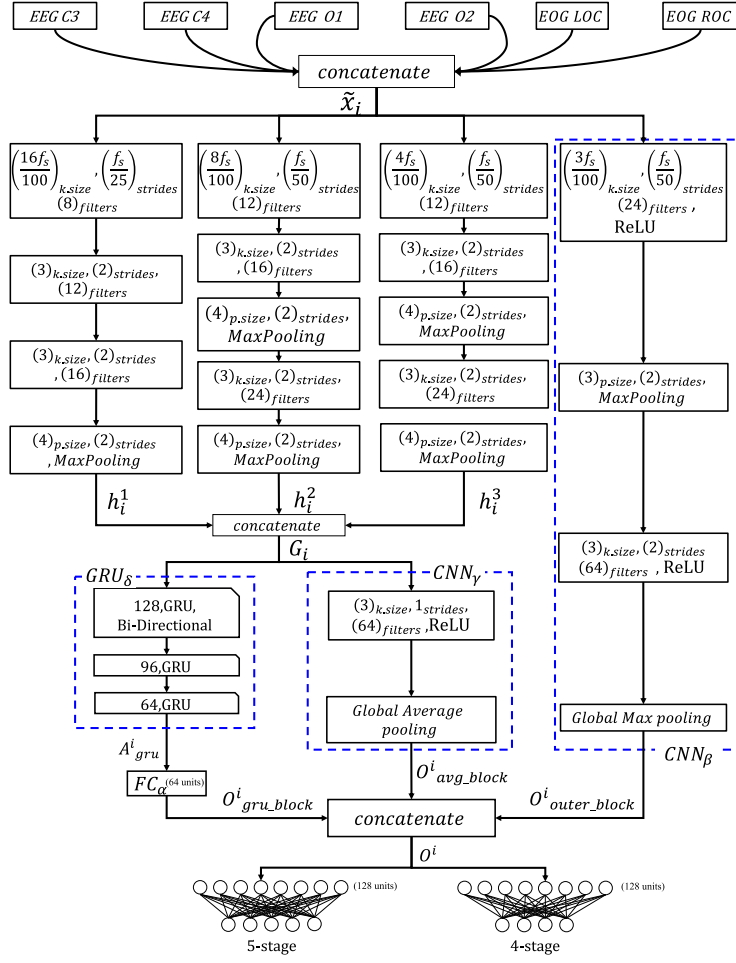 EEG C3
EEG C4
EEG O1
EEG O2
EOG LOC
EOG ROC
concatenate
x̃ᵢ
(16fₛ/100)ₖ.ₛᵢzₑ, (fₛ/25)strides
(8)filters
(8fₛ/100)k.size, (fₛ/50)strides
(12)filters
(4fₛ/100)k.size, (fₛ/50)strides
(12)filters
(3fₛ/100)k.size, (fₛ/50)strides
(24)filters,
ReLU
(3)k.size, (2)strides,
(12)filters
(3)k.size, (2)strides
, (16)filters
(4)p.size, (2)strides
, MaxPooling
(3)k.size, (2)strides
, (16)filters
(4)p.size, (2)strides,
MaxPooling
(3)k.size, (2)strides,
(24)filters
(4)p.size, (2)strides,
MaxPooling
(3)k.size, (2)strides
, (16)filters
(4)p.size, (2)strides,
MaxPooling
(3)k.size, (2)strides,
(24)filters
(4)p.size, (2)strides,
MaxPooling
(3)p.size, (2)strides,
MaxPooling
(3)k.size, (2)strides
(64)filters , ReLU
Global Max pooling
CNNβ
hᵢ¹
hᵢ²
hᵢ³
concatenate
Gᵢ
GRUδ
128,GRU,
Bi-Directional
96,GRU
64,GRU
CNNγ
(3)k.size, 1strides,
(64)filters ,ReLU
Global Average
pooling
Aⁱgru
FCα (64 units)
Oⁱgru_block
Oⁱavg_block
Oⁱouter_block
concatenate
Oⁱ
(128 units)
(128 units)
5-stage
4-stage